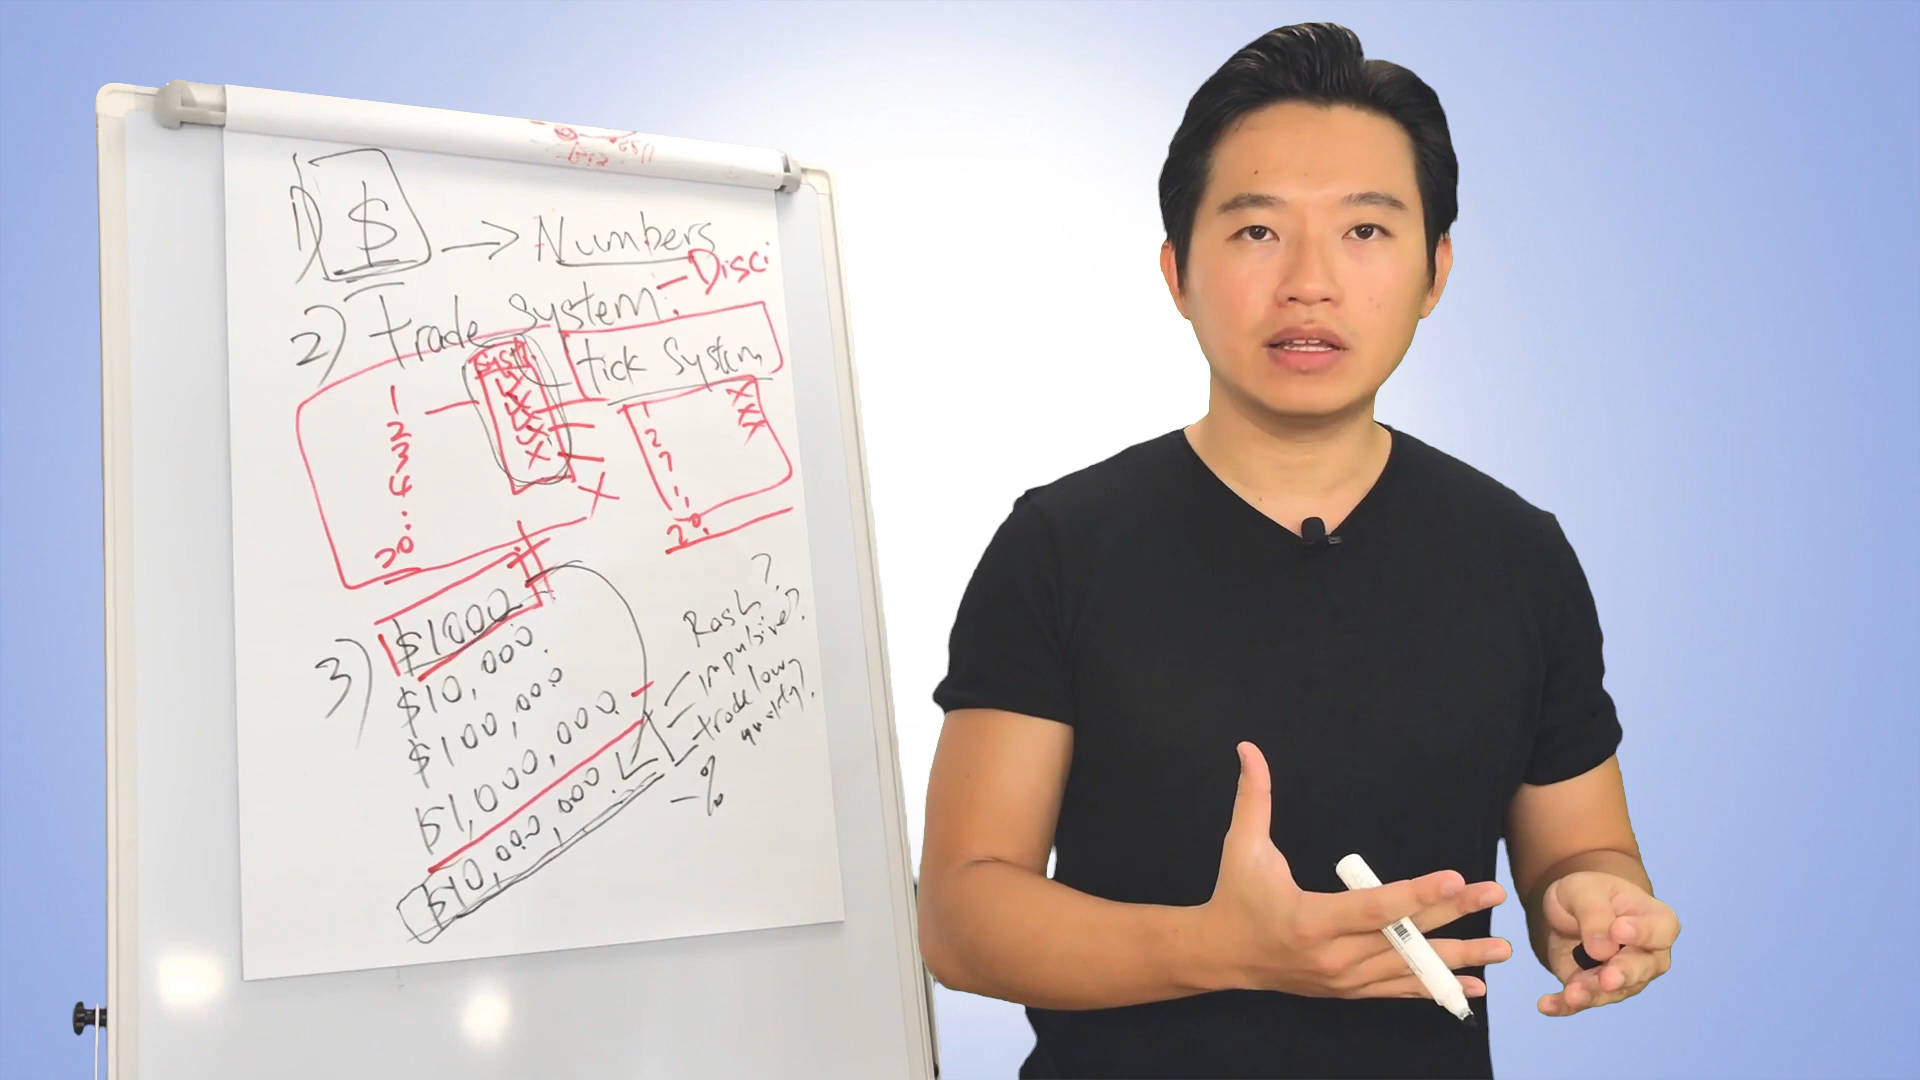 1) $ → Numbers
2) Trade System: - Disci
tick System
1
2
3
4
:
20
X
1
2
X
X
X
20
3) $1000
$10,000.
$100,000
$1,000,000.
$10,000,000.
Rash?
impulsive?
trade low
quality?
-%